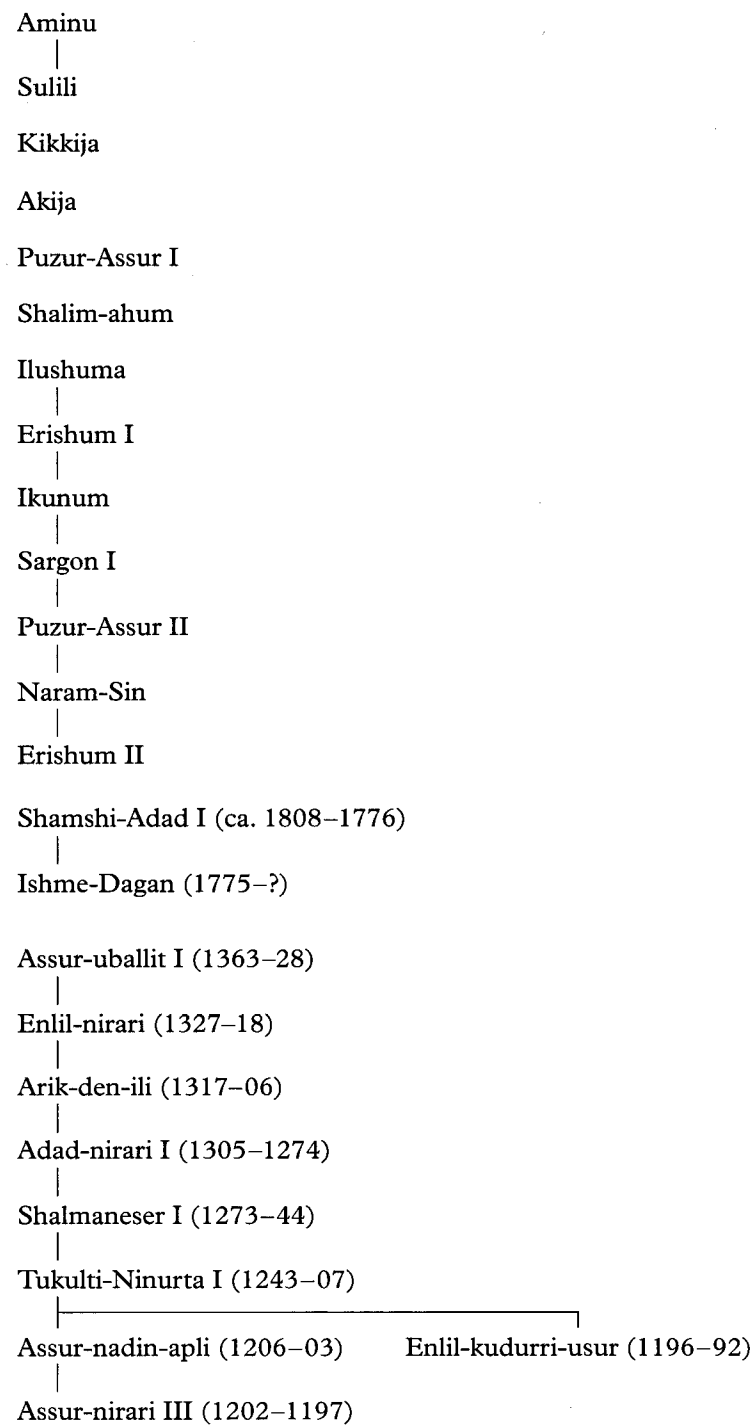 Aminu
Sulili
Kikkija
Akija
Puzur-Assur I
Shalim-ahum
Ilushuma
Erishum I
Ikunum
Sargon I
Puzur-Assur II
Naram-Sin
Erishum II
Shamshi-Adad I (ca. 1808–1776)
Ishme-Dagan (1775–?)
Assur-uballit I (1363–28)
Enlil-nirari (1327–18)
Arik-den-ili (1317–06)
Adad-nirari I (1305–1274)
Shalmaneser I (1273–44)
Tukulti-Ninurta I (1243–07)
Assur-nadin-apli (1206–03) Enlil-kudurri-usur (1196–92)
Assur-nirari III (1202–1197)